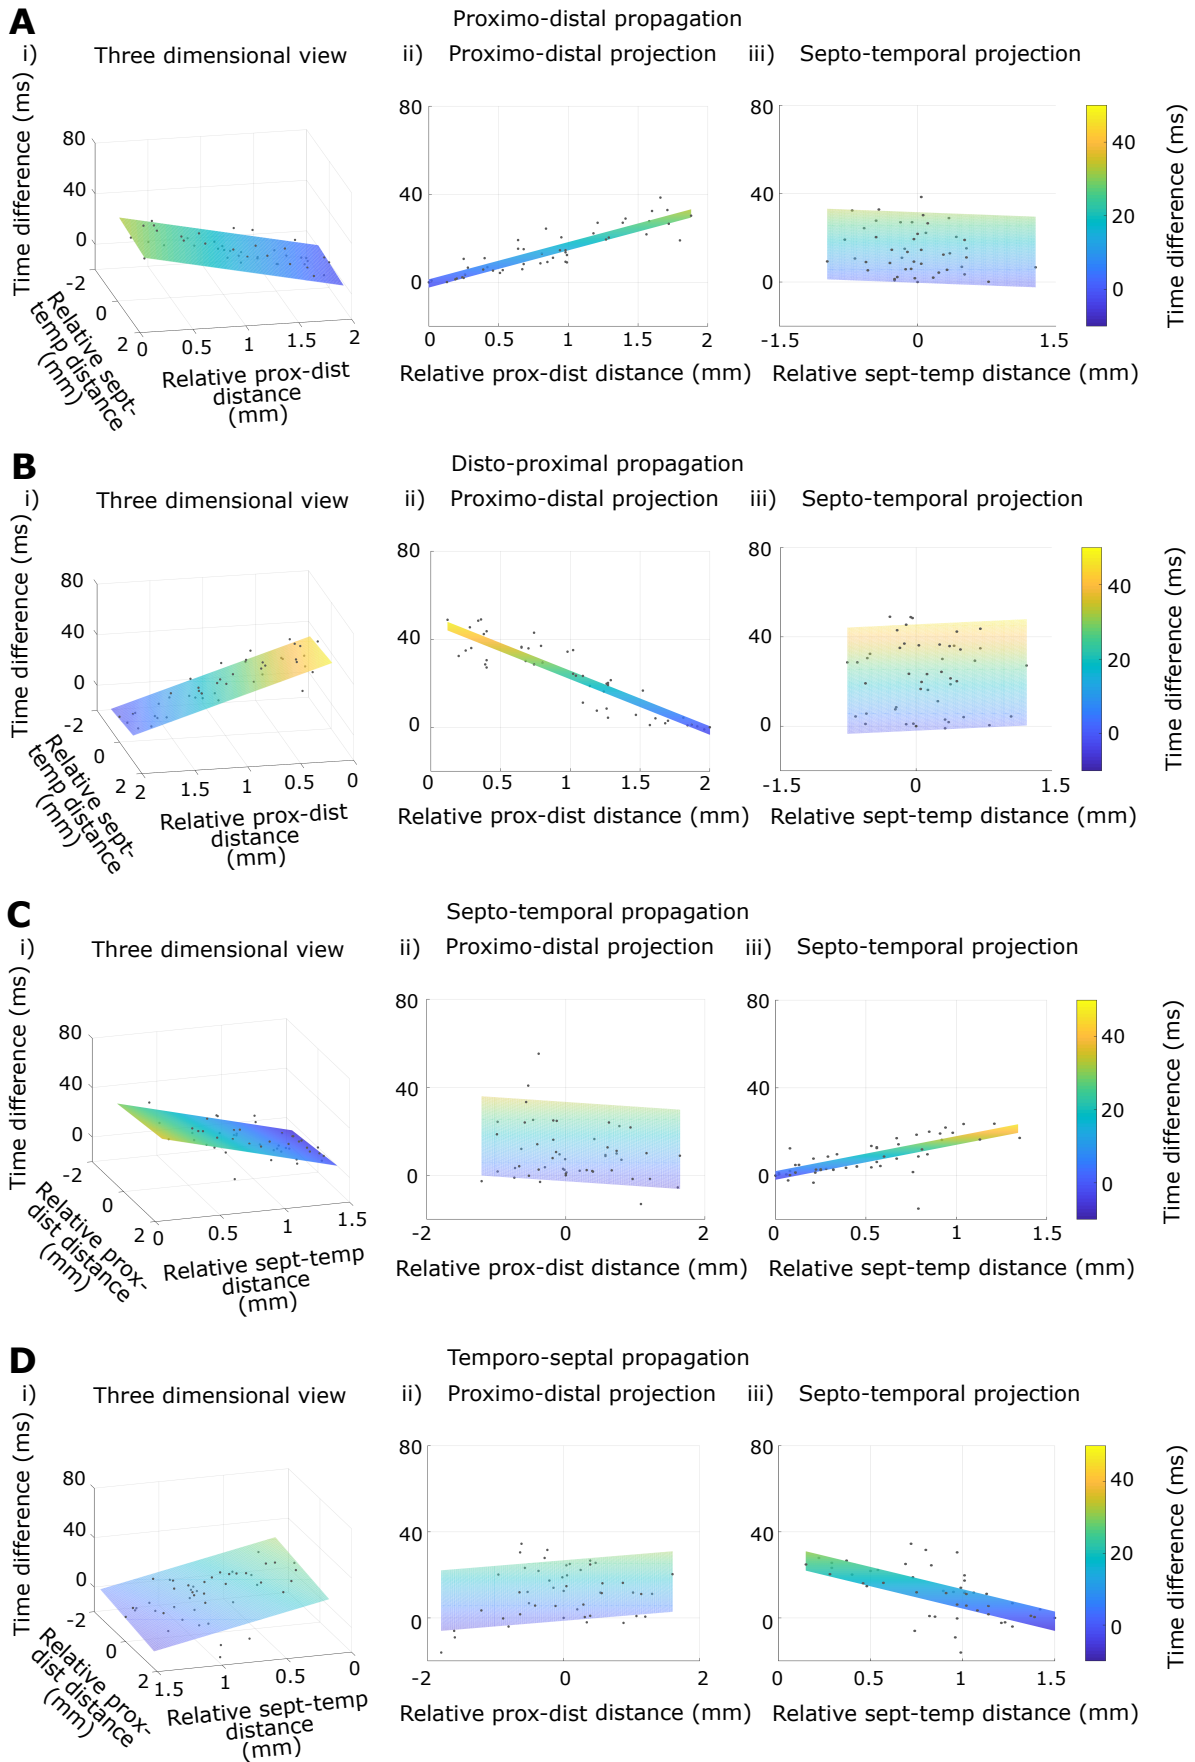 A
Proximo-distal propagation
i) Three dimensional view
ii) Proximo-distal projection
iii) Septo-temporal projection
Time difference (ms)
80
40
0
-2
0
2
Relative sept-
temp distance
(mm)
0 0.5 1 1.5 2
Relative prox-dist
distance
(mm)
80
40
0
0 1 2
Relative prox-dist distance (mm)
80
40
0
-1.5 0 1.5
Relative sept-temp distance (mm)
40
20
0
Time difference (ms)
B
Disto-proximal propagation
i) Three dimensional view
ii) Proximo-distal projection
iii) Septo-temporal projection
Time difference (ms)
80
40
0
-2
0
2
Relative sept-
temp distance
(mm)
2 1.5 1 0.5 0
Relative prox-dist
distance
(mm)
80
40
0
0 1 2
Relative prox-dist distance (mm)
80
40
0
-1.5 0 1.5
Relative sept-temp distance (mm)
40
20
0
Time difference (ms)
C
Septo-temporal propagation
i) Three dimensional view
ii) Proximo-distal projection
iii) Septo-temporal projection
Time difference (ms)
80
40
0
-2
0
2
Relative prox-
dist distance
(mm)
0 0.5 1 1.5
Relative sept-temp
distance
(mm)
80
40
0
-2 0 2
Relative prox-dist distance (mm)
80
40
0
0 0.5 1 1.5
Relative sept-temp distance (mm)
40
20
0
Time difference (ms)
D
Temporo-septal propagation
i) Three dimensional view
ii) Proximo-distal projection
iii) Septo-temporal projection
Time difference (ms)
80
40
0
-2
0
2
Relative prox-
dist distance
(mm)
1.5 1 0.5 0
Relative sept-temp
distance
(mm)
80
40
0
-2 0 2
Relative prox-dist distance (mm)
80
40
0
0 0.5 1 1.5
Relative sept-temp distance (mm)
40
20
0
Time difference (ms)